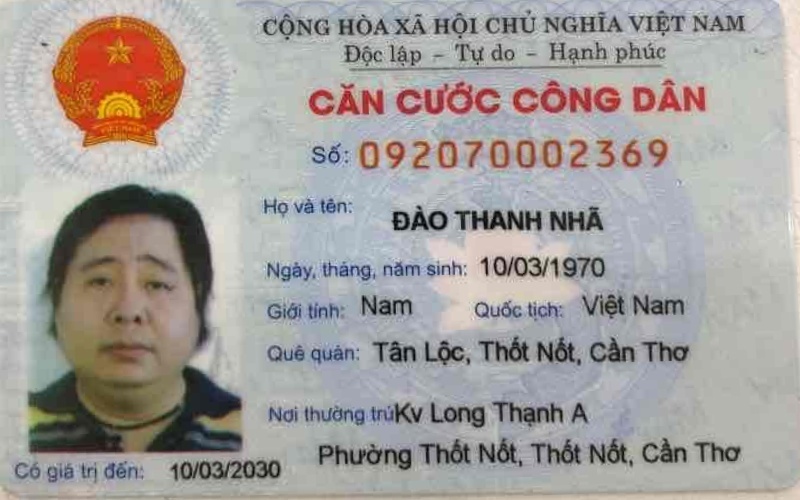 CỘNG HÒA XÃ HỘI CHỦ NGHĨA VIỆT NAM
Độc lập - Tự do - Hạnh phúc
CĂN CƯỚC CÔNG DÂN
Số: 092070002369
Họ và tên: ĐÀO THANH NHÃ
Ngày, tháng, năm sinh: 10/03/1970
Giới tính: Nam Quốc tịch: Việt Nam
Quê quán: Tân Lộc, Thốt Nốt, Cần Thơ
Nơi thường trú: Kv Long Thạnh A
Phường Thốt Nốt, Thốt Nốt, Cần Thơ
Có giá trị đến: 10/03/2030